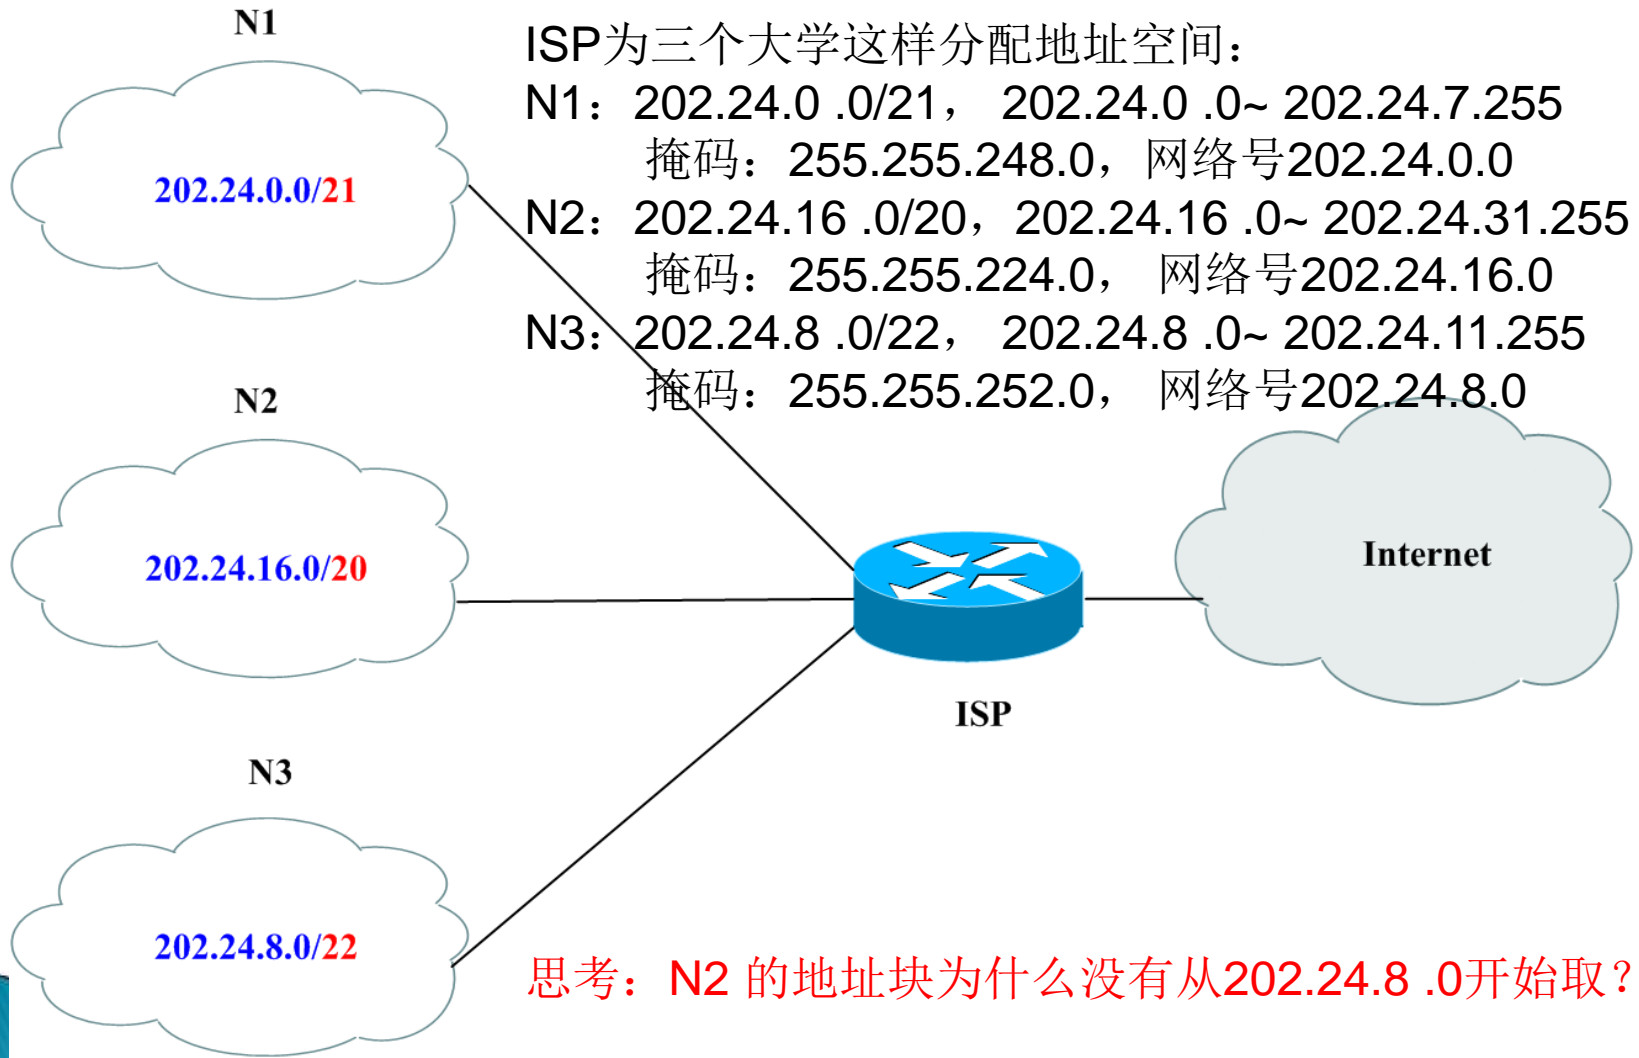 N1
ISP为三个大学这样分配地址空间：
N1：202.24.0 .0/21， 202.24.0 .0~ 202.24.7.255
掩码：255.255.248.0，网络号202.24.0.0
202.24.0.0/21
N2：202.24.16 .0/20，202.24.16 .0~ 202.24.31.255
掩码：255.255.224.0， 网络号202.24.16.0
N3：202.24.8 .0/22， 202.24.8 .0~ 202.24.11.255
掩码：255.255.252.0， 网络号202.24.8.0
N2
202.24.16.0/20
Internet
ISP
N3
202.24.8.0/22
思考：N2 的地址块为什么没有从202.24.8 .0开始取？